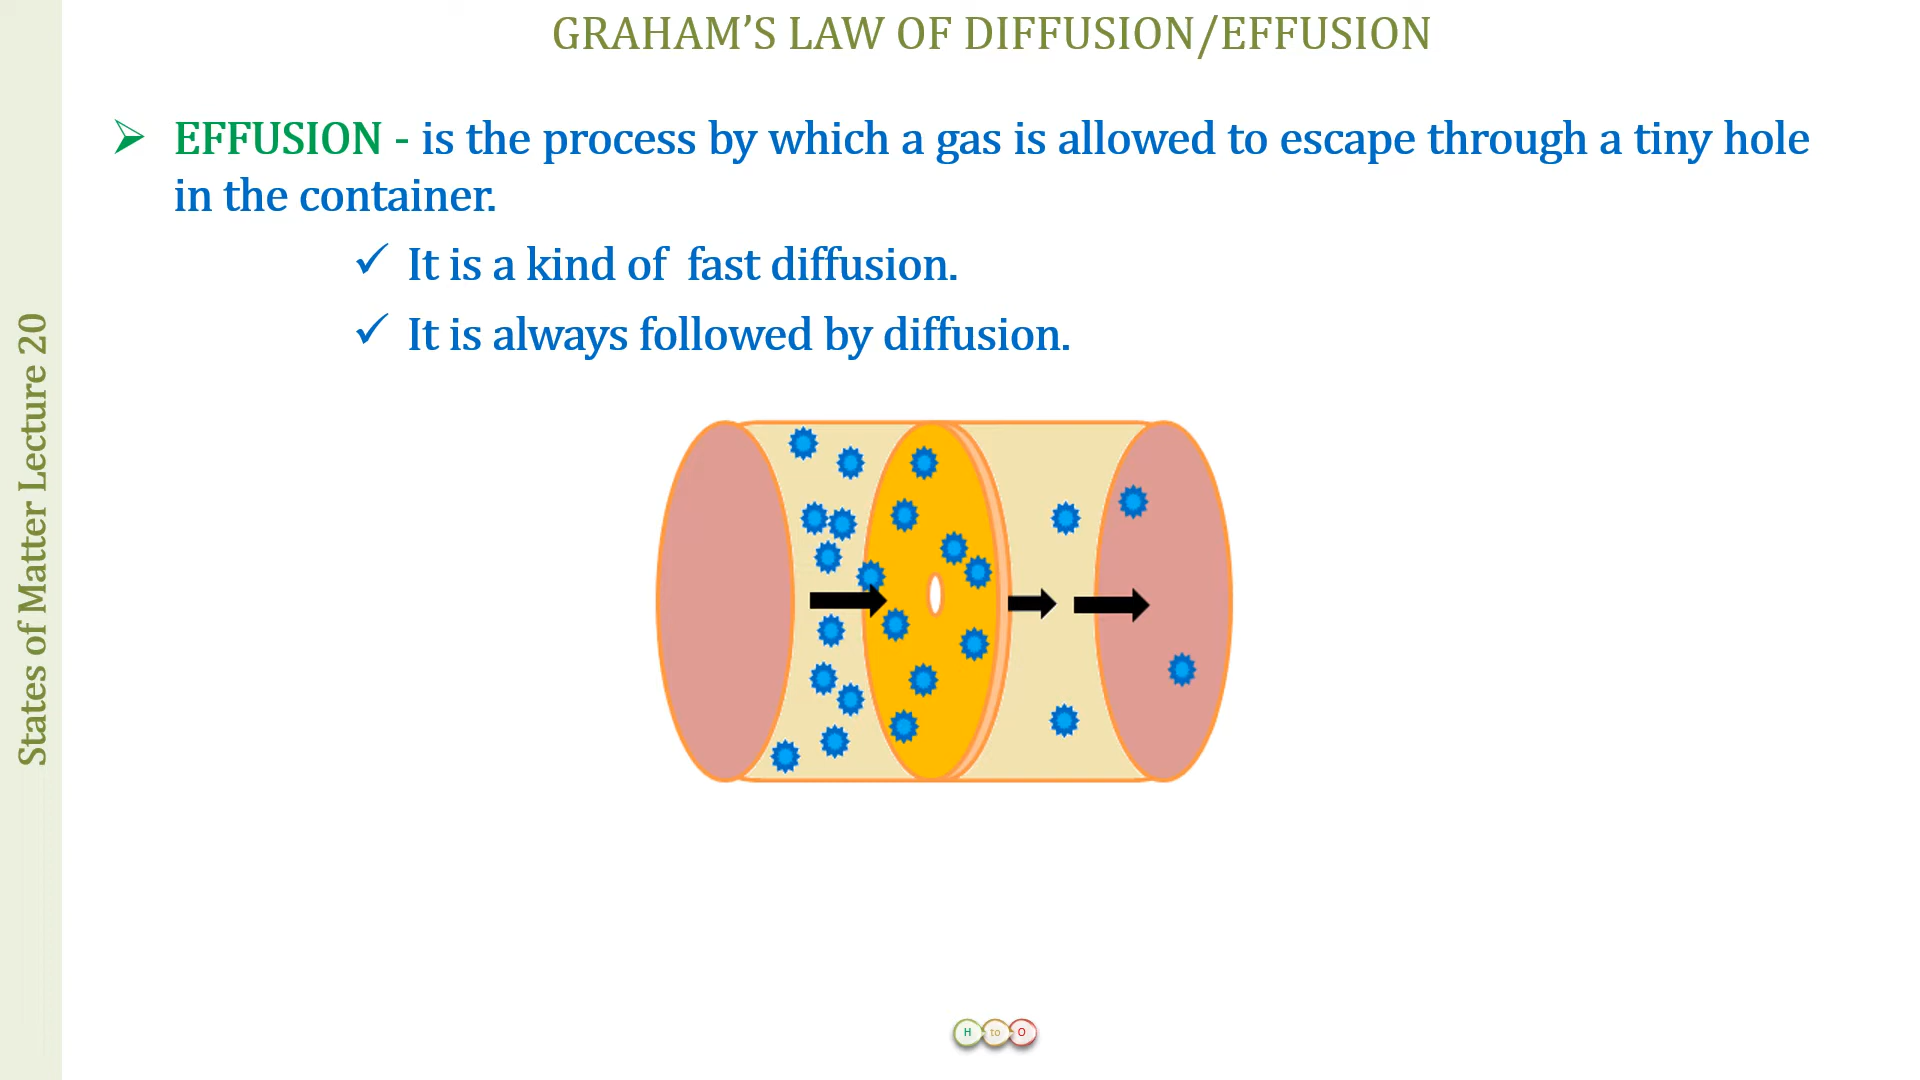 GRAHAM’S LAW OF DIFFUSION/EFFUSION
EFFUSION - is the process by which a gas is allowed to escape through a tiny hole
in the container.
It is a kind of fast diffusion.
It is always followed by diffusion.
States of Matter Lecture 20
H to O